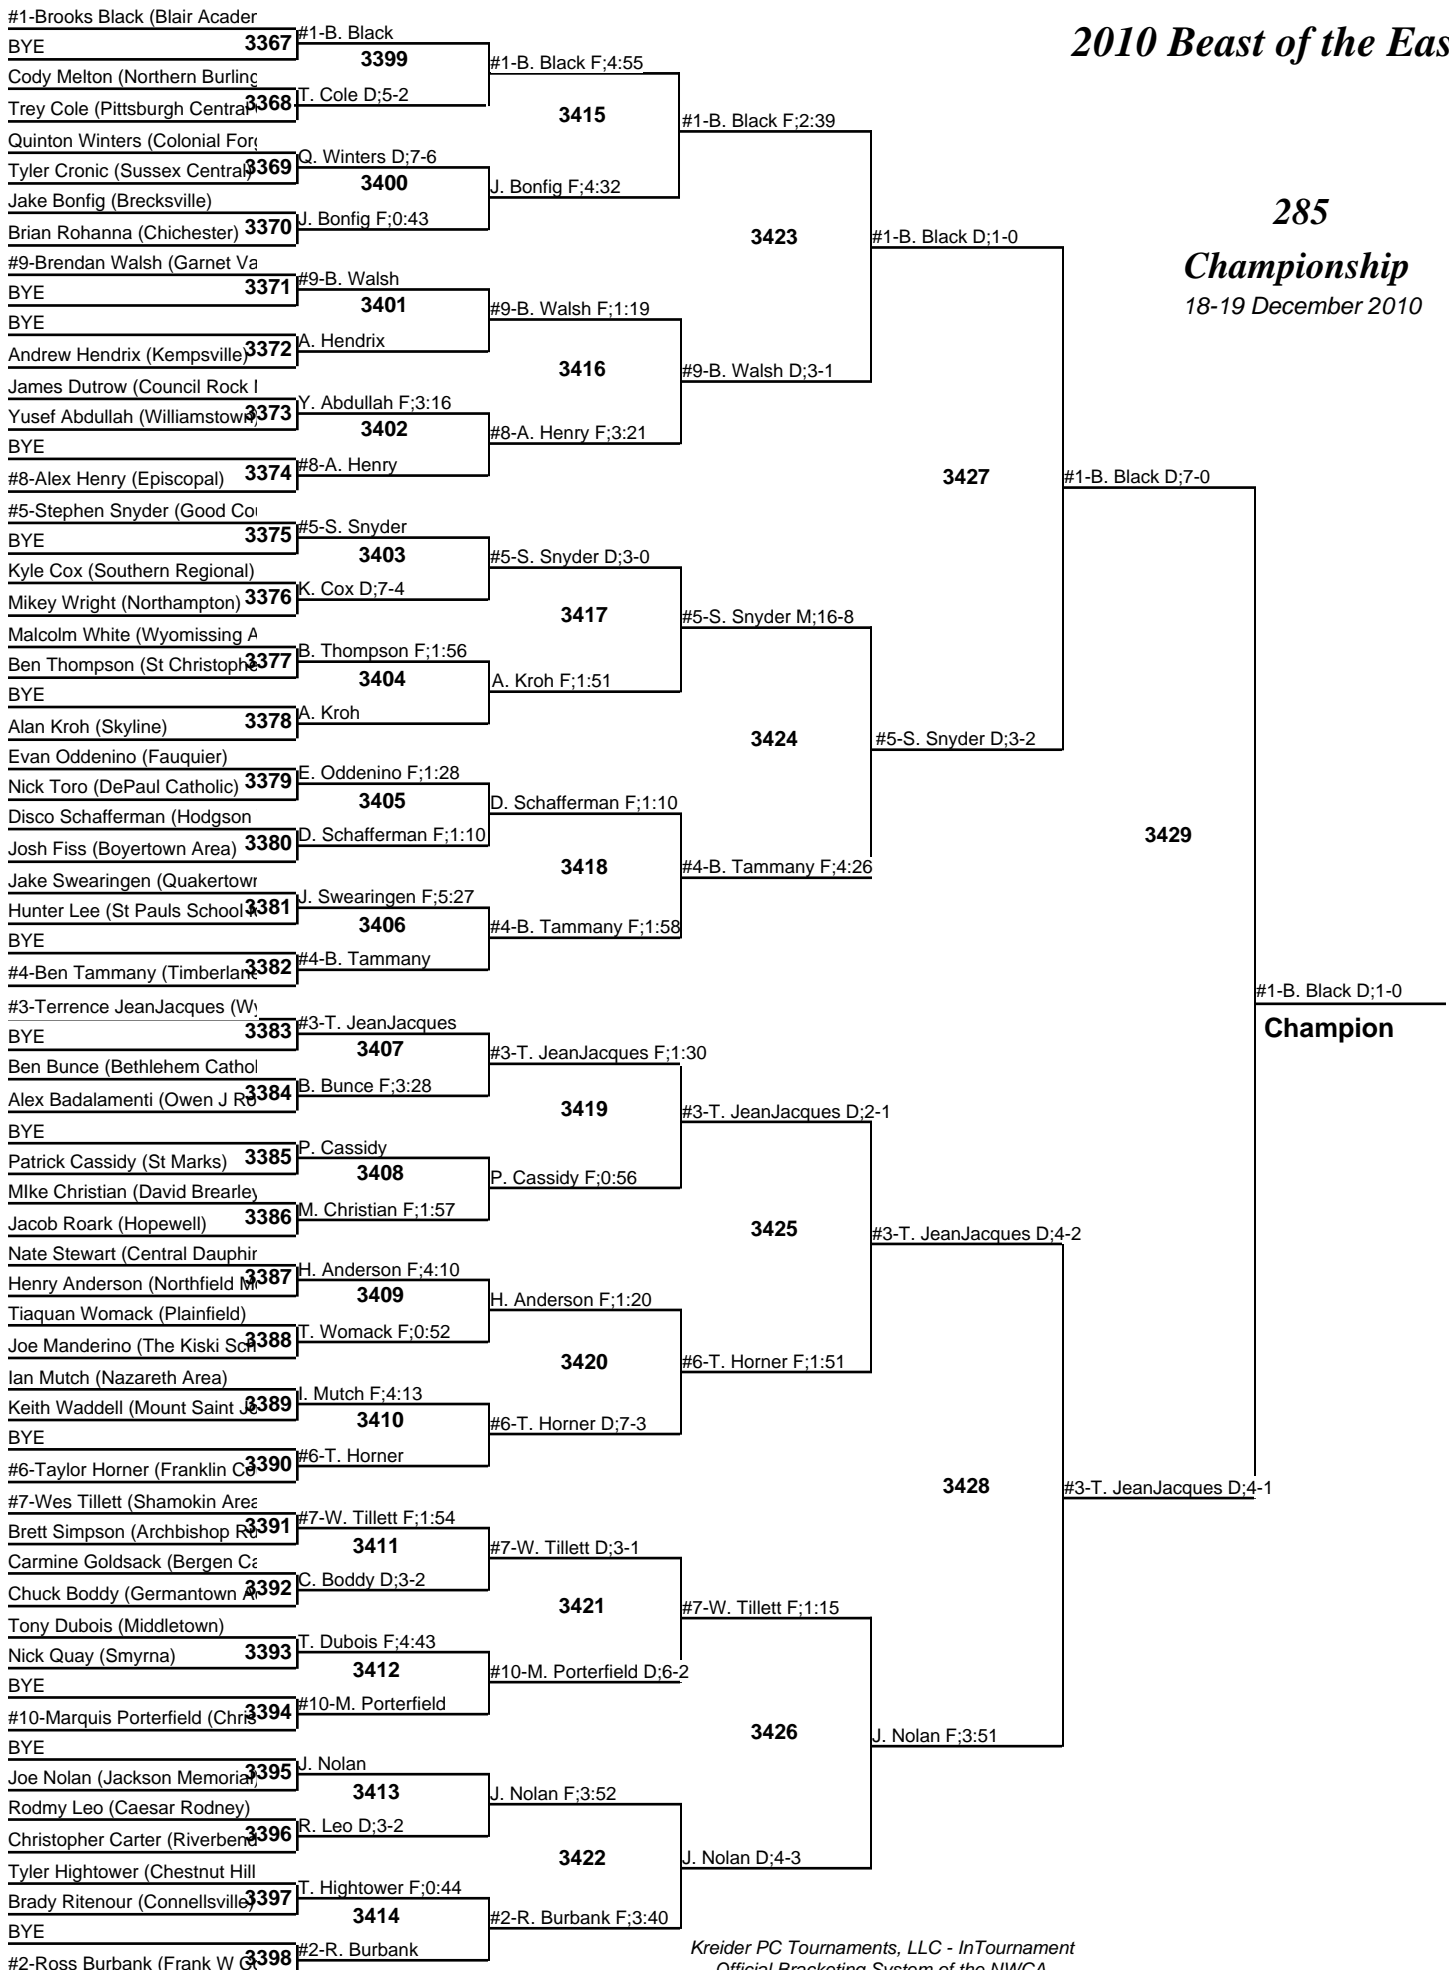 2010 Beast of the Eas
285
Championship
18-19 December 2010
#1-Brooks Black (Blair Acader
BYE
3367
Cody Melton (Northern Burling
Trey Cole (Pittsburgh Central
3368
Quinton Winters (Colonial Forg
Tyler Cronic (Sussex Central)
3369
Jake Bonfig (Brecksville)
Brian Rohanna (Chichester)
3370
#9-Brendan Walsh (Garnet Va
BYE
3371
BYE
Andrew Hendrix (Kempsville)
3372
James Dutrow (Council Rock
Yusef Abdullah (Williamstown)
3373
BYE
#8-Alex Henry (Episcopal)
3374
#5-Stephen Snyder (Good Cou
BYE
3375
Kyle Cox (Southern Regional)
Mikey Wright (Northampton)
3376
Malcolm White (Wyomissing A
Ben Thompson (St Christophe
3377
BYE
Alan Kroh (Skyline)
3378
Evan Oddenino (Fauquier)
Nick Toro (DePaul Catholic)
3379
Disco Schafferman (Hodgson
Josh Fiss (Boyertown Area)
3380
Jake Swearingen (Quakertown
Hunter Lee (St Pauls School
3381
BYE
#4-Ben Tammany (Timberland
3382
#3-Terrence JeanJacques (Wy
BYE
3383
Ben Bunce (Bethlehem Cathol
Alex Badalamenti (Owen J Ro
3384
BYE
Patrick Cassidy (St Marks)
3385
MIke Christian (David Brearley
Jacob Roark (Hopewell)
3386
Nate Stewart (Central Dauphin
Henry Anderson (Northfield Mo
3387
Tiaquan Womack (Plainfield)
Joe Manderino (The Kiski Sch
3388
Ian Mutch (Nazareth Area)
Keith Waddell (Mount Saint Jo
3389
BYE
#6-Taylor Horner (Franklin Co
3390
#7-Wes Tillett (Shamokin Area
Brett Simpson (Archbishop Ru
3391
Carmine Goldsack (Bergen Ca
Chuck Boddy (Germantown A
3392
Tony Dubois (Middletown)
Nick Quay (Smyrna)
3393
BYE
#10-Marquis Porterfield (Chris
3394
BYE
Joe Nolan (Jackson Memorial)
3395
Rodmy Leo (Caesar Rodney)
Christopher Carter (Riverbend
3396
Tyler Hightower (Chestnut Hill
Brady Ritenour (Connellsville)
3397
BYE
#2-Ross Burbank (Frank W
3398
#1-B. Black
3399
T. Cole D;5-2
Q. Winters D;7-6
3400
J. Bonfig F;0:43
#9-B. Walsh
3401
A. Hendrix
Y. Abdullah F;3:16
3402
#8-A. Henry
#5-S. Snyder
3403
K. Cox D;7-4
B. Thompson F;1:56
3404
A. Kroh
E. Oddenino F;1:28
3405
D. Schafferman F;1:10
J. Swearingen F;5:27
3406
#4-B. Tammany
#3-T. JeanJacques
3407
B. Bunce F;3:28
P. Cassidy
3408
M. Christian F;1:57
H. Anderson F;4:10
3409
T. Womack F;0:52
I. Mutch F;4:13
3410
#6-T. Horner
#7-W. Tillett F;1:54
3411
C. Boddy D;3-2
T. Dubois F;4:43
3412
#10-M. Porterfield
J. Nolan
3413
R. Leo D;3-2
T. Hightower F;0:44
3414
#2-R. Burbank
#1-B. Black F;4:55
3415
J. Bonfig F;4:32
#9-B. Walsh F;1:19
3416
#8-A. Henry F;3:21
#5-S. Snyder D;3-0
3417
A. Kroh F;1:51
D. Schafferman F;1:10
3418
#4-B. Tammany F;1:58
#3-T. JeanJacques F;1:30
3419
P. Cassidy F;0:56
H. Anderson F;1:20
3420
#6-T. Horner D;7-3
#7-W. Tillett D;3-1
3421
#10-M. Porterfield D;6-2
J. Nolan F;3:52
3422
#2-R. Burbank F;3:40
#1-B. Black F;2:39
3423
#9-B. Walsh D;3-1
#5-S. Snyder M;16-8
3424
#4-B. Tammany F;4:26
#3-T. JeanJacques D;2-1
3425
#6-T. Horner F;1:51
#7-W. Tillett F;1:15
3426
J. Nolan D;4-3
#1-B. Black D;1-0
3427
#5-S. Snyder D;3-2
#3-T. JeanJacques D;4-2
3428
J. Nolan F;3:51
#1-B. Black D;7-0
3429
#3-T. JeanJacques D;4-1
#1-B. Black D;1-0
Champion
Kreider PC Tournaments, LLC - InTournament
Official Bracketing System of the NWCA